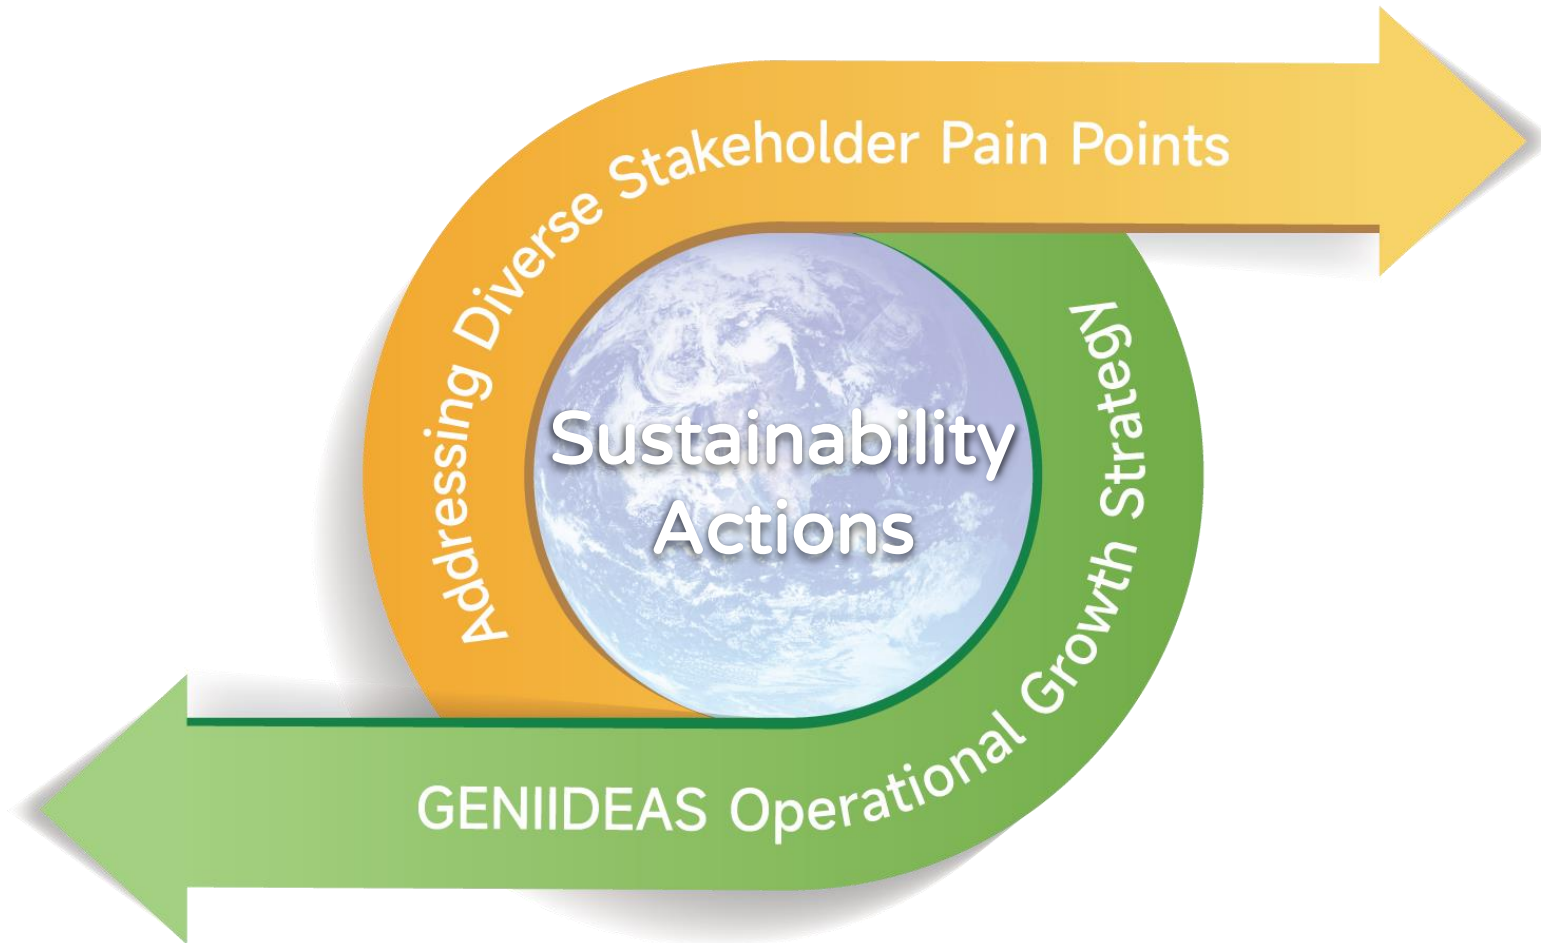 Addressing Diverse Stakeholder Pain Points
Sustainability
Actions
GENIIDEAS Operational Growth Strategy